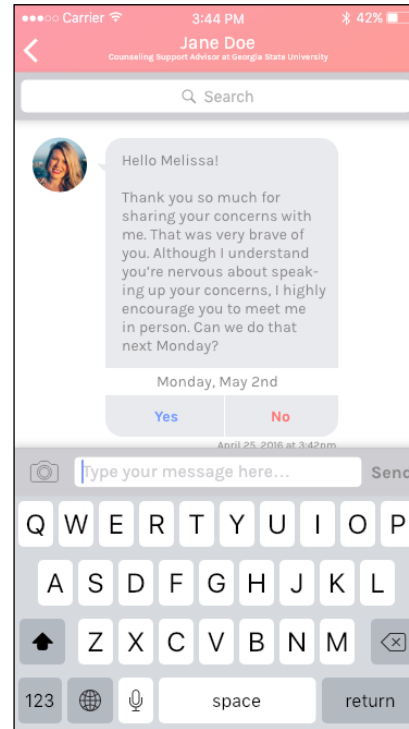 Carrier 3:44 PM 42%
Jane Doe
Counseling Support Advisor at Georgia State University
Search
Hello Melissa!
Thank you so much for
sharing your concerns with
me. That was very brave of
you. Although I understand
you're nervous about speak-
ing up your concerns, I highly
encourage you to meet me
in person. Can we do that
next Monday?
Monday, May 2nd
Yes No
April 25, 2016 at 3:42pm
Type your message here... Send
Q W E R T Y U I O P
A S D F G H J K L
Z X C V B N M
123 space return